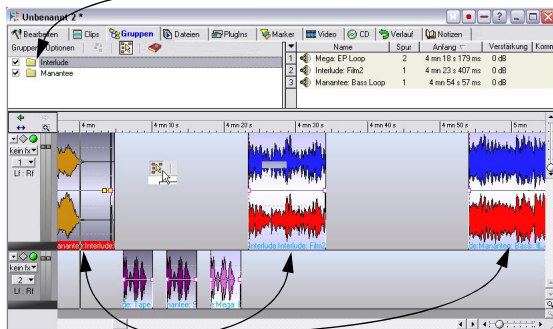 Unbenannt 2 *
Bearbeiten Clips Gruppen Dateien PlugIns Marker Video CD Verlauf Notizen
Gruppen Optionen
Interlude
Manantee
Name Spur Anfang Verstärkung Komm
1 Mega: EP Loop 2 4 mn 18 s 179 ms 0 dB
2 Interlude: Film2 1 4 mn 23 s 407 ms 0 dB
3 Manantee: Bass Loop 1 4 mn 54 s 57 ms 0 dB
4 mn 4 mn 10 s 4 mn 20 s 4 mn 30 s 4 mn 40 s 4 mn 50 s 5 mn
kein fx
1
Lf: Rf
Interlude Interlude: Film2
kein fx
2
Lf: Rf